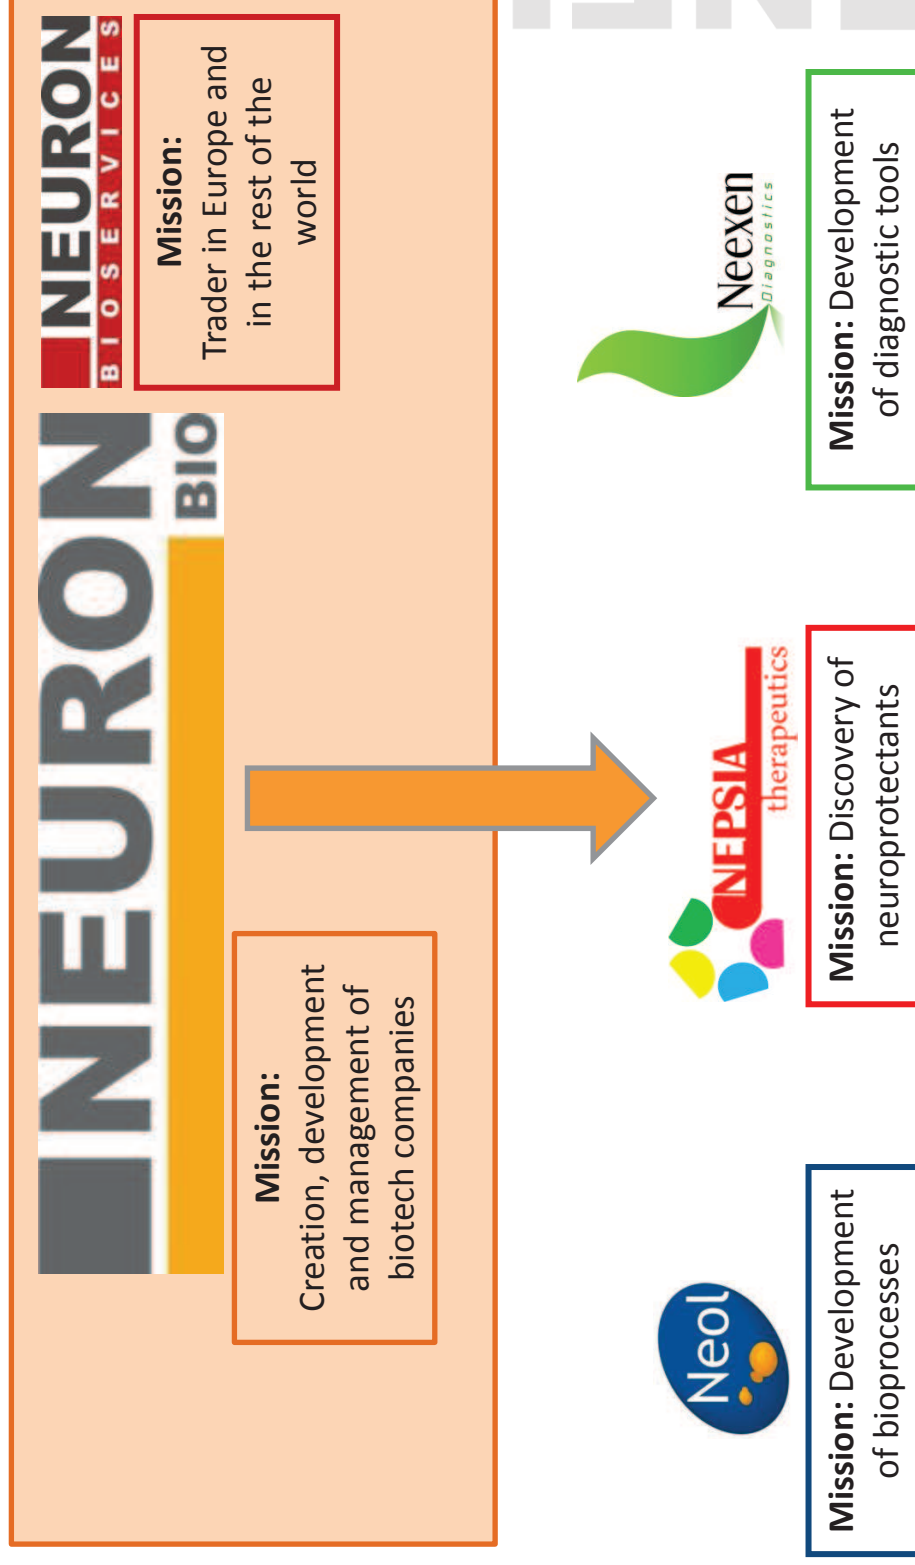 NEURON
BIO
Mission:
Creation, development
and management of
biotech companies
NEURON
BIOSERVICES
Mission:
Trader in Europe and
in the rest of the
world
Neol
Mission: Development
of bioprocesses
NEPSIA
therapeutics
Mission: Discovery of
neuroprotectants
Neexen
Diagnostics
Mission: Development
of diagnostic tools